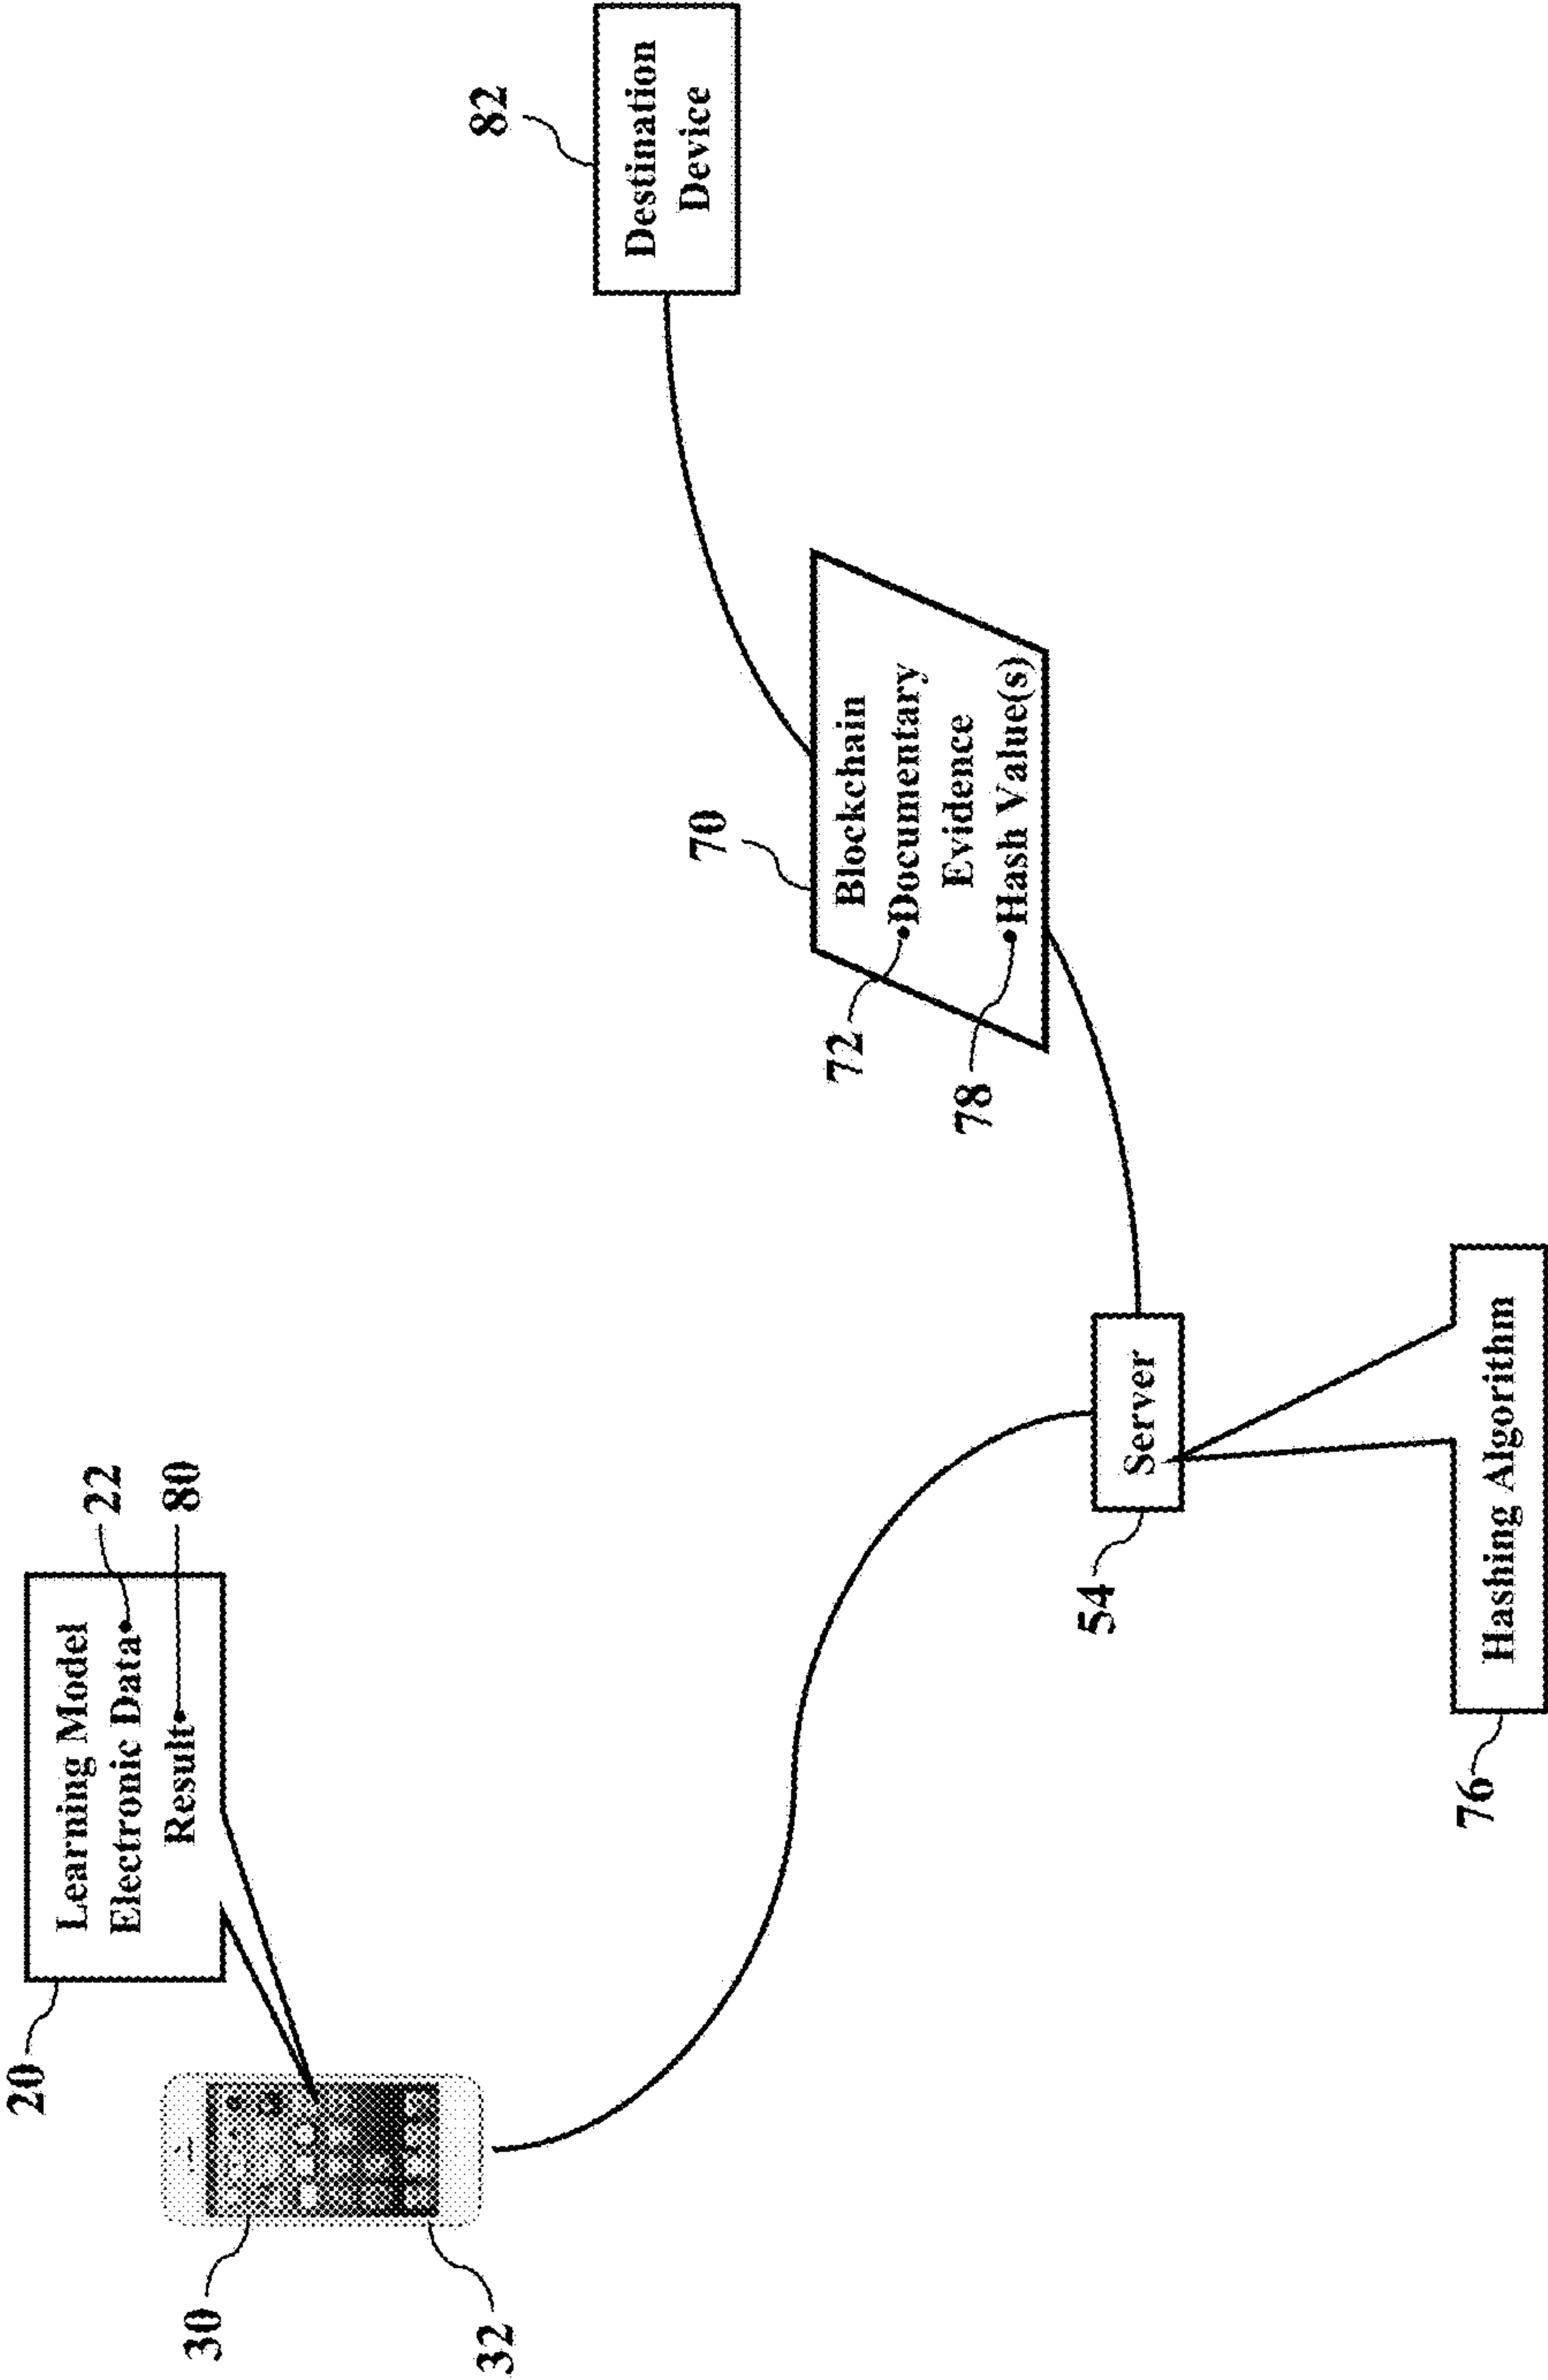 20
Learning Model
Electronic Data
22
Result
80
30
32
82
Destination
Device
70
Blockchain
72
Documentary
Evidence
78
Hash Value(s)
54
Server
76
Hashing Algorithm